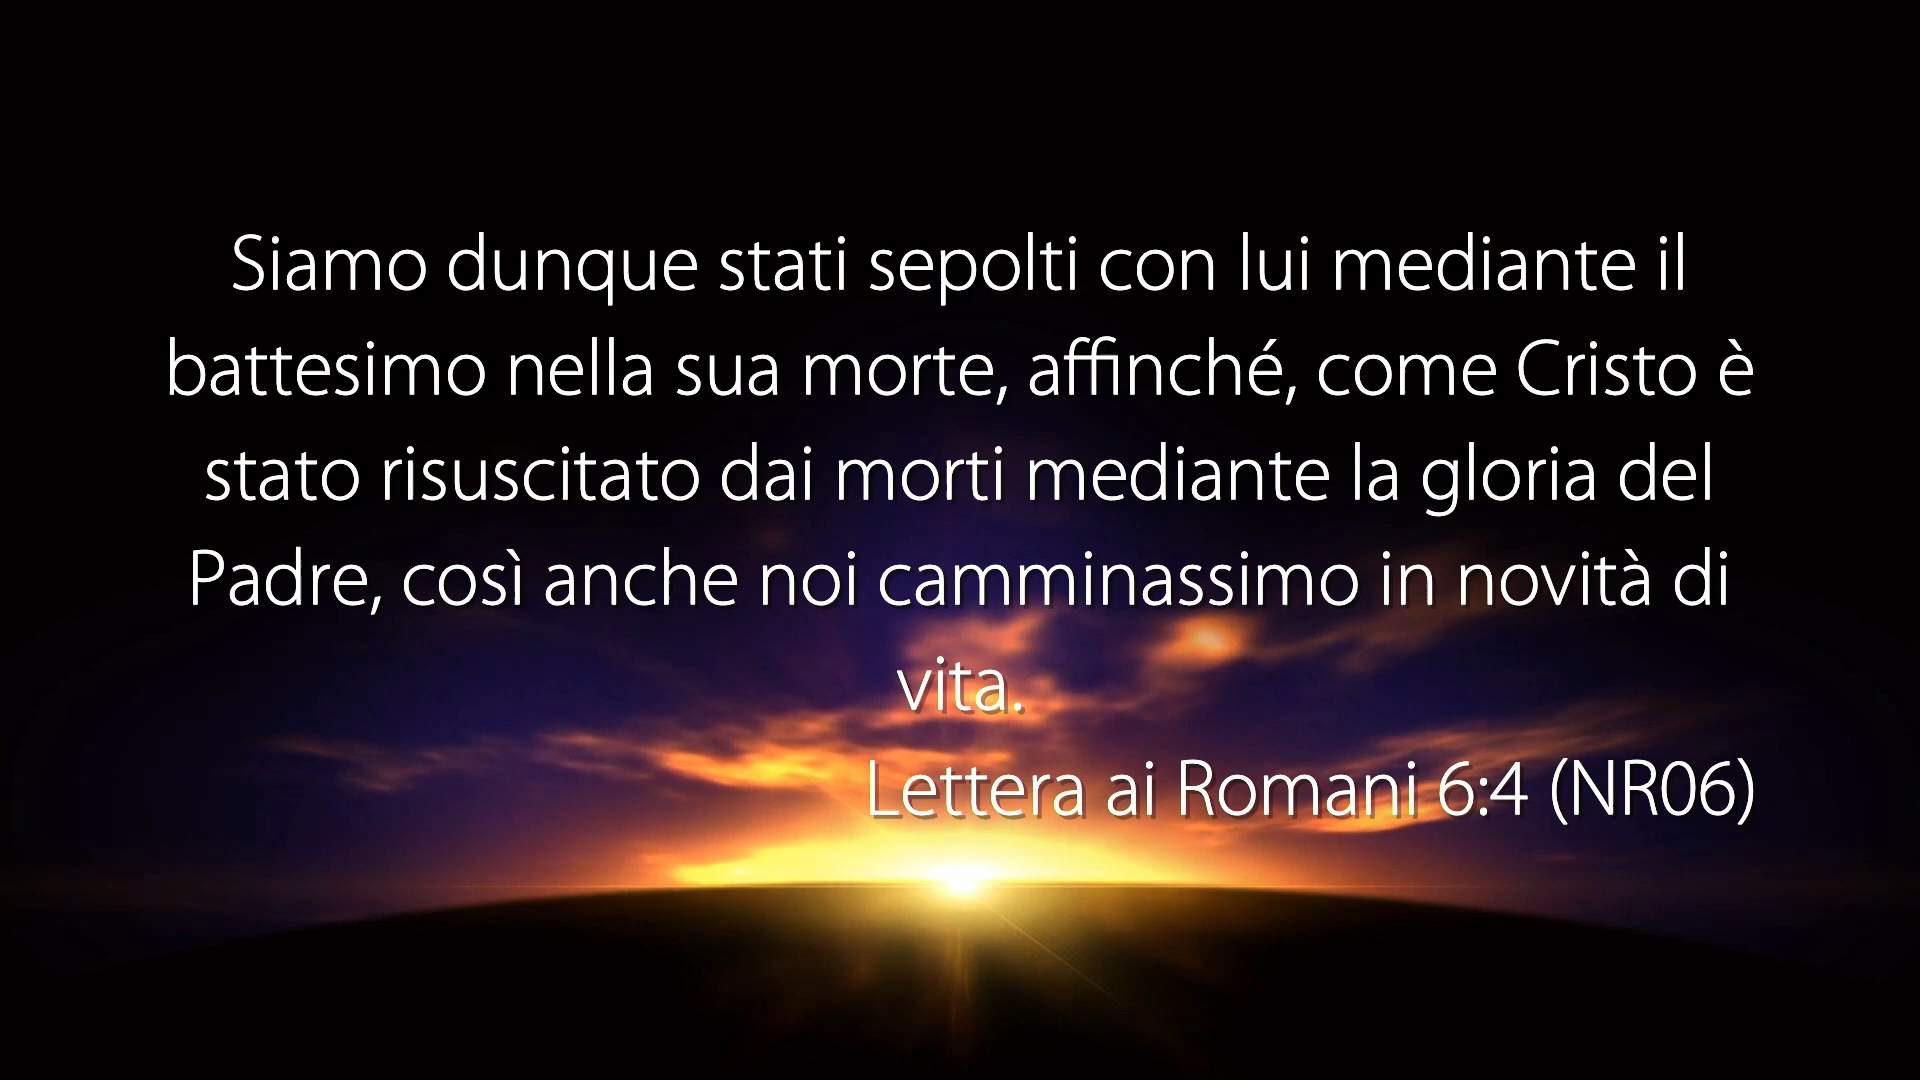 Siamo dunque stati sepolti con lui mediante il
battesimo nella sua morte, affinché, come Cristo è
stato risuscitato dai morti mediante la gloria del
Padre, così anche noi camminassimo in novità di
vita.
Lettera ai Romani 6:4 (NR06)